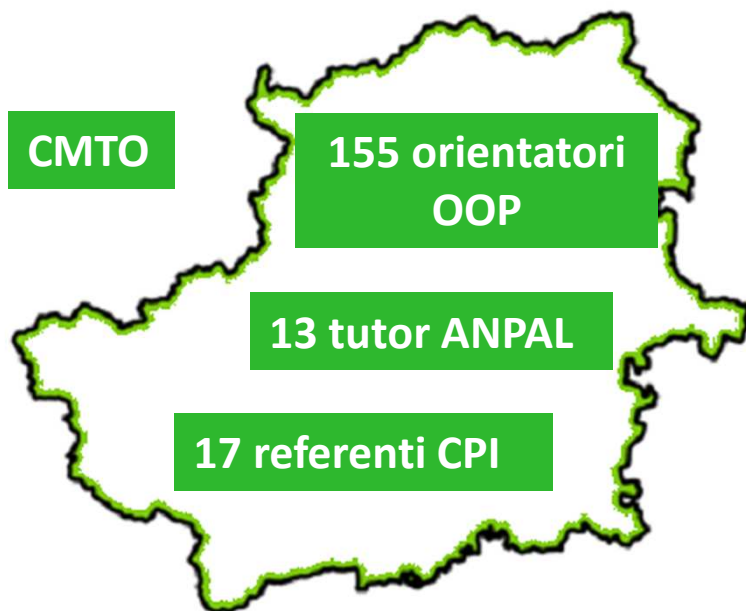 CMTO
155 orientatori
OOP
13 tutor ANPAL
17 referenti CPI